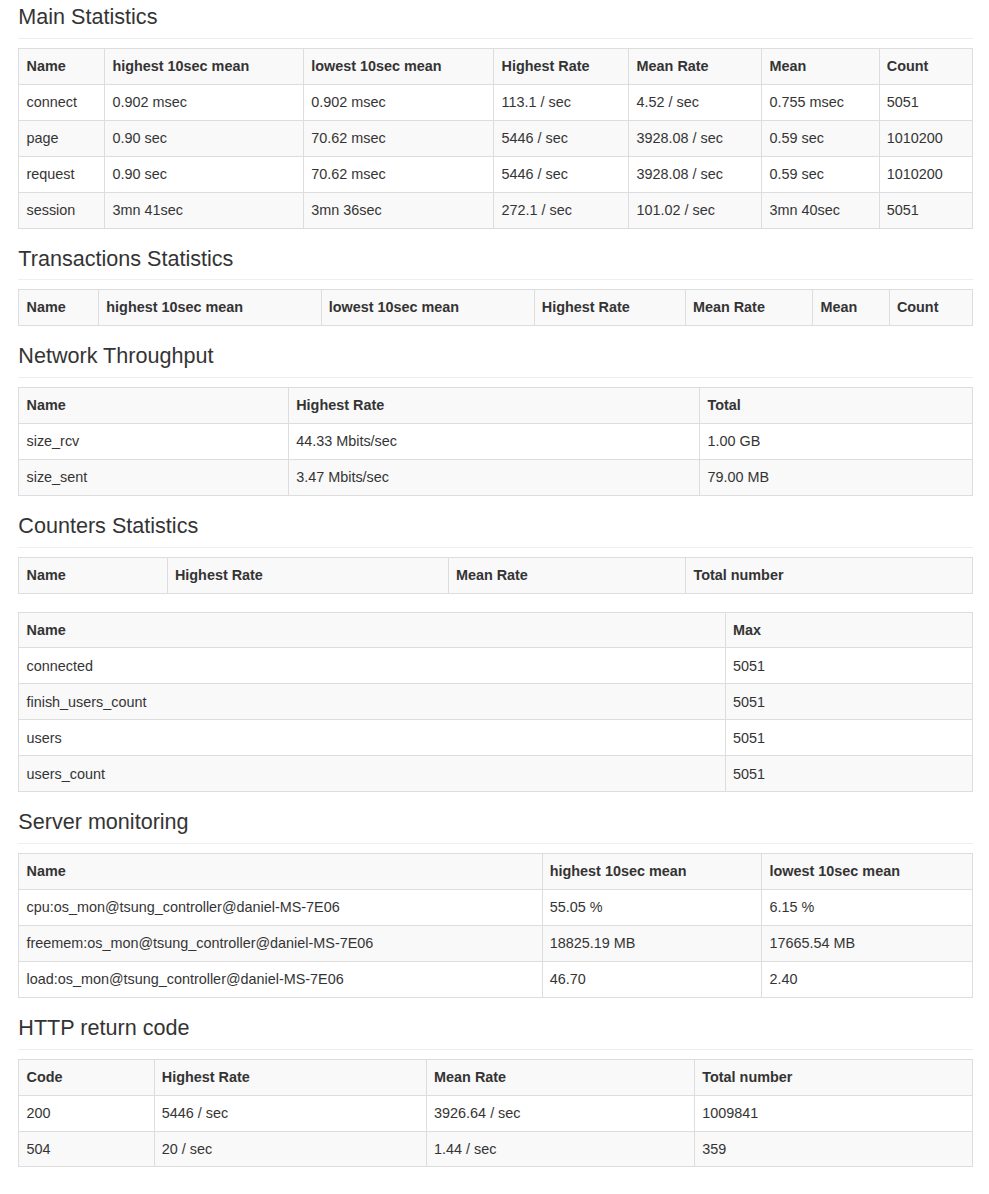 Main Statistics
Name highest 10sec mean lowest 10sec mean Highest Rate Mean Rate Mean Count
connect 0.902 msec 0.902 msec 113.1 / sec 4.52 / sec 0.755 msec 5051
page 0.90 sec 70.62 msec 5446 / sec 3928.08 / sec 0.59 sec 1010200
request 0.90 sec 70.62 msec 5446 / sec 3928.08 / sec 0.59 sec 1010200
session 3mn 41sec 3mn 36sec 272.1 / sec 101.02 / sec 3mn 40sec 5051
Transactions Statistics
Name highest 10sec mean lowest 10sec mean Highest Rate Mean Rate Mean Count
Network Throughput
Name Highest Rate Total
size_rcv 44.33 Mbits/sec 1.00 GB
size_sent 3.47 Mbits/sec 79.00 MB
Counters Statistics
Name Highest Rate Mean Rate Total number
Name Max
connected 5051
finish_users_count 5051
users 5051
users_count 5051
Server monitoring
Name highest 10sec mean lowest 10sec mean
cpu:os_mon@tsung_controller@daniel-MS-7E06 55.05 % 6.15 %
freemem:os_mon@tsung_controller@daniel-MS-7E06 18825.19 MB 17665.54 MB
load:os_mon@tsung_controller@daniel-MS-7E06 46.70 2.40
HTTP return code
Code Highest Rate Mean Rate Total number
200 5446 / sec 3926.64 / sec 1009841
504 20 / sec 1.44 / sec 359